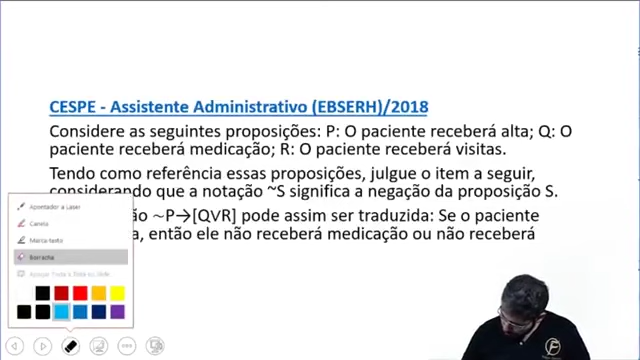 CESPE - Assistente Administrativo (EBSERH)/2018
Considere as seguintes proposições: P: O paciente receberá alta; Q: O
paciente receberá medicação; R: O paciente receberá visitas.
Tendo como referência essas proposições, julgue o item a seguir,
considerando que a notação ~S significa a negação da proposição S.
ão ~P→[Q∨R] pode assim ser traduzida: Se o paciente
a, então ele não receberá medicação ou não receberá
Apontador a Laser
Caneta
Marca-texto
Borracha